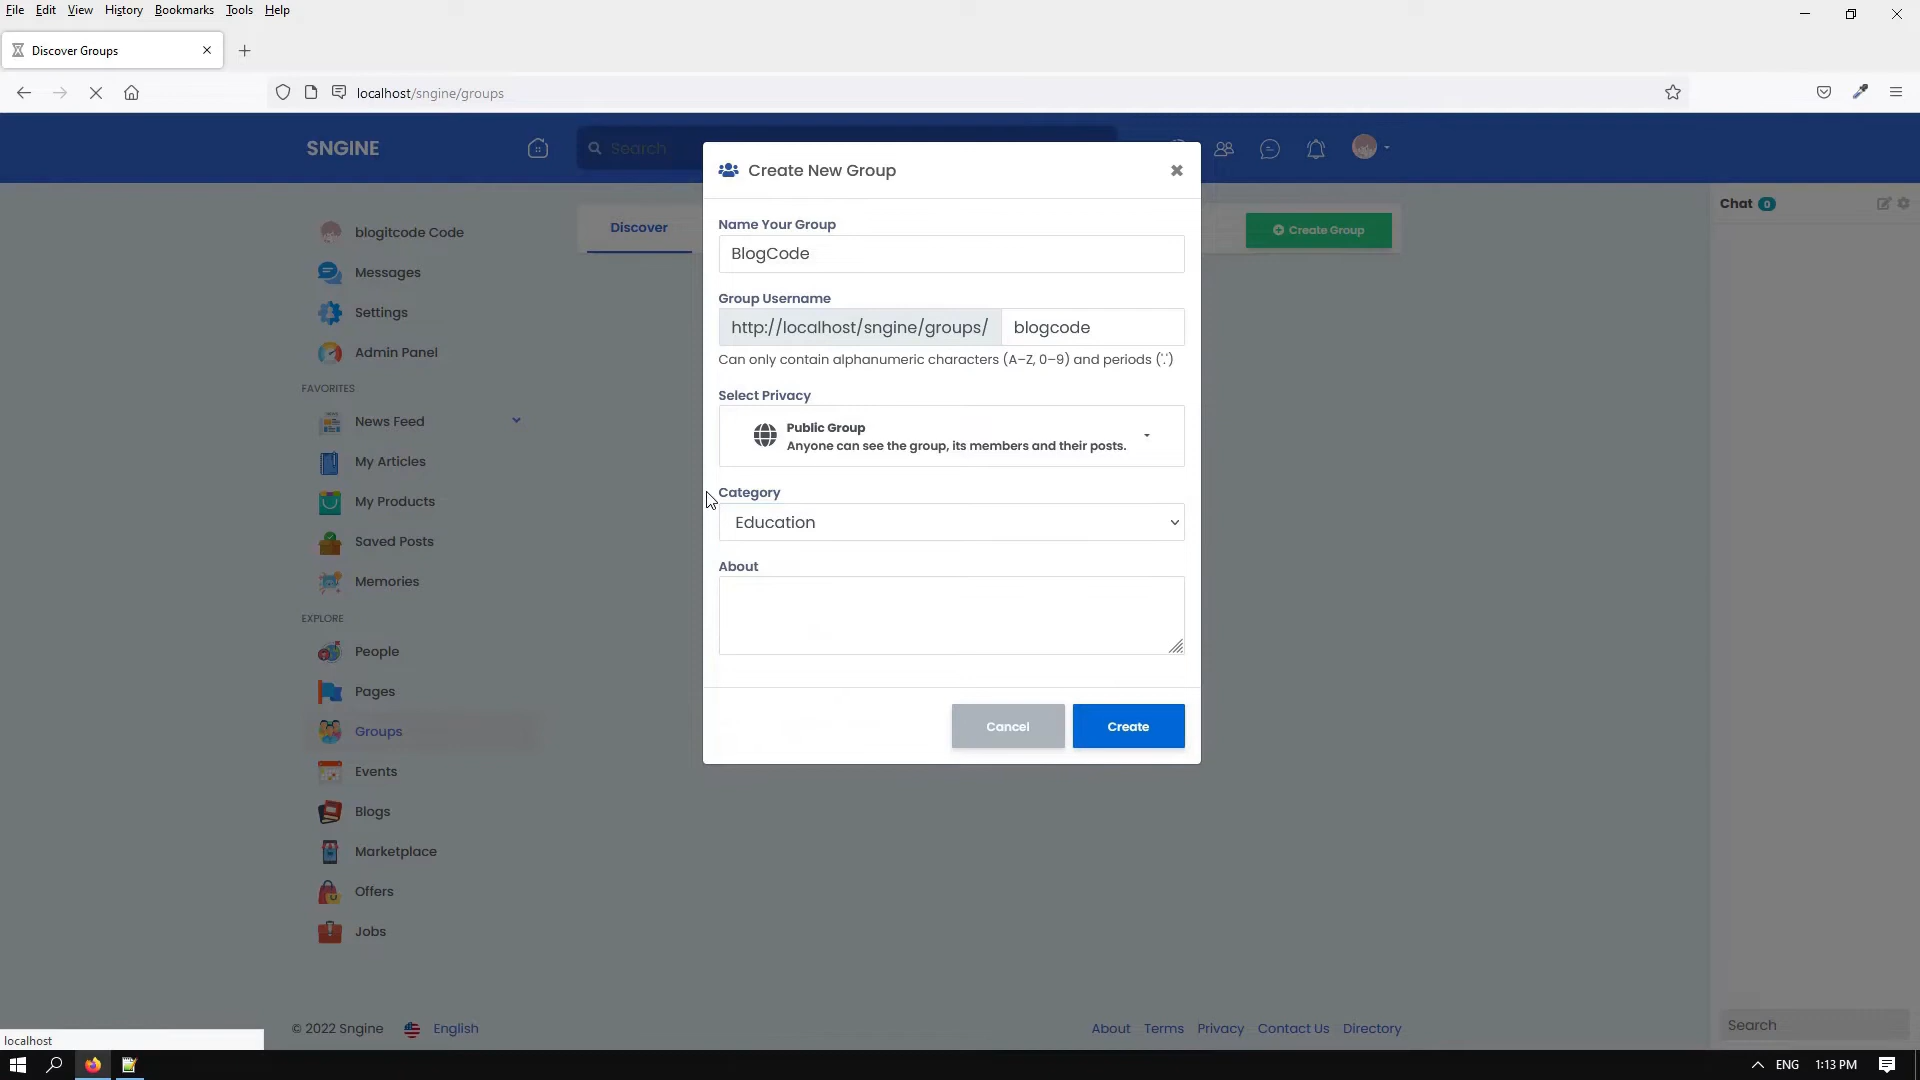 File Edit View History Bookmarks Tools Help
Discover Groups
localhost/sngine/groups
SNGINE
Search
Create New Group
Name Your Group
BlogCode
Group Username
http://localhost/sngine/groups/ blogcode
Can only contain alphanumeric characters (A–Z, 0–9) and periods ('.')
Select Privacy
Public Group
Anyone can see the group, its members and their posts.
Category
Education
About
Cancel Create
blogitcode Code
Messages
Settings
Admin Panel
FAVORITES
News Feed
My Articles
My Products
Saved Posts
Memories
EXPLORE
People
Pages
Groups
Events
Blogs
Marketplace
Offers
Jobs
Discover
Create Group
Chat 0
Search
© 2022 Sngine English
About Terms Privacy Contact Us Directory
localhost
ENG 1:13 PM